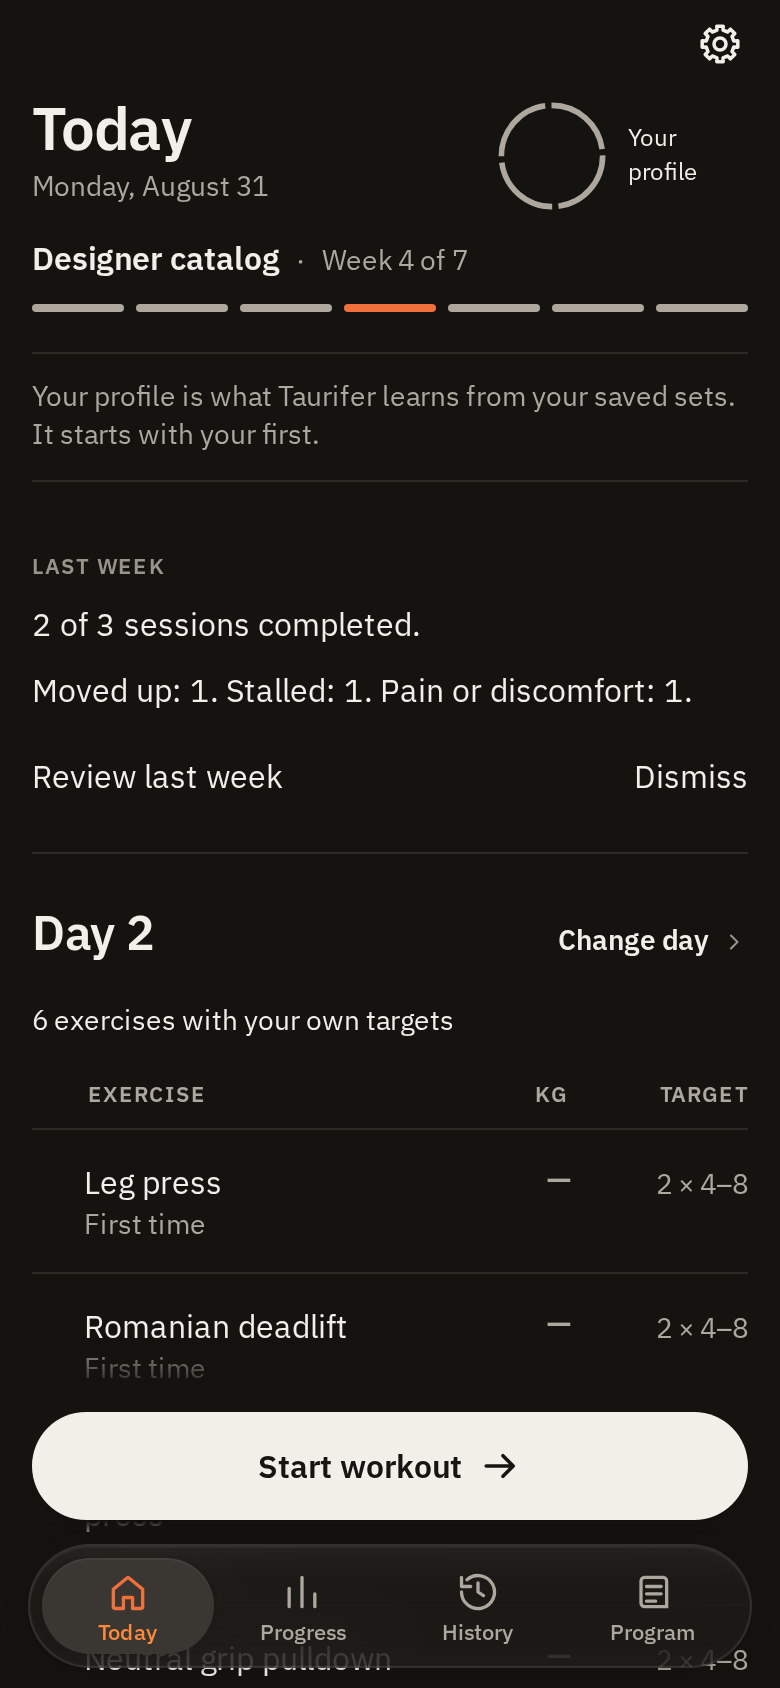 Today
Monday, August 31
Your
profile
Designer catalog · Week 4 of 7
Your profile is what Taurifer learns from your saved sets.
It starts with your first.
LAST WEEK
2 of 3 sessions completed.
Moved up: 1. Stalled: 1. Pain or discomfort: 1.
Review last week Dismiss
Day 2 Change day
6 exercises with your own targets
EXERCISE KG TARGET
Leg press — 2 × 4–8
First time
Romanian deadlift — 2 × 4–8
First time
Start workout →
press
Today Progress History Program
Neutral grip pulldown — 2 × 4–8